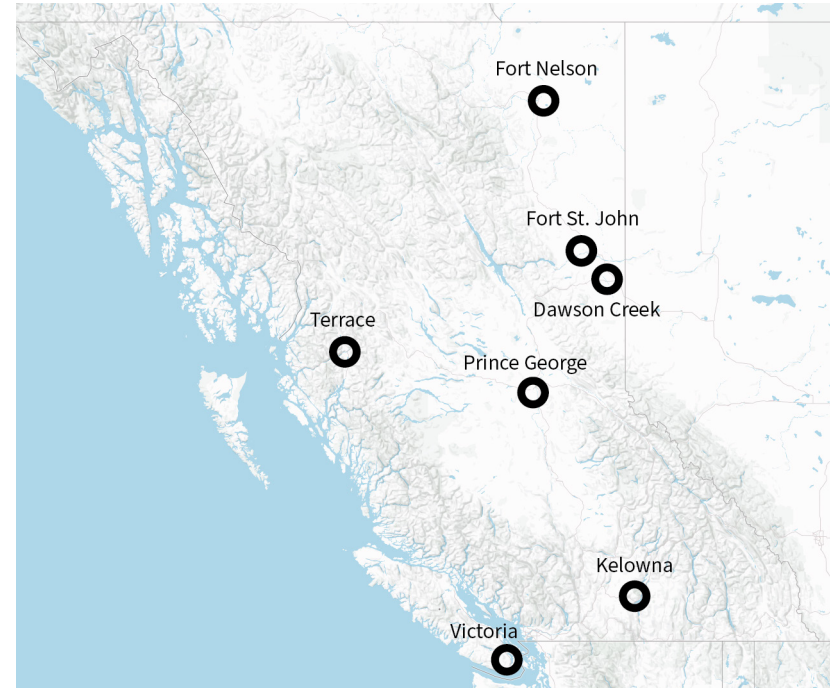 Fort Nelson
Fort St. John
Dawson Creek
Terrace
Prince George
Kelowna
Victoria